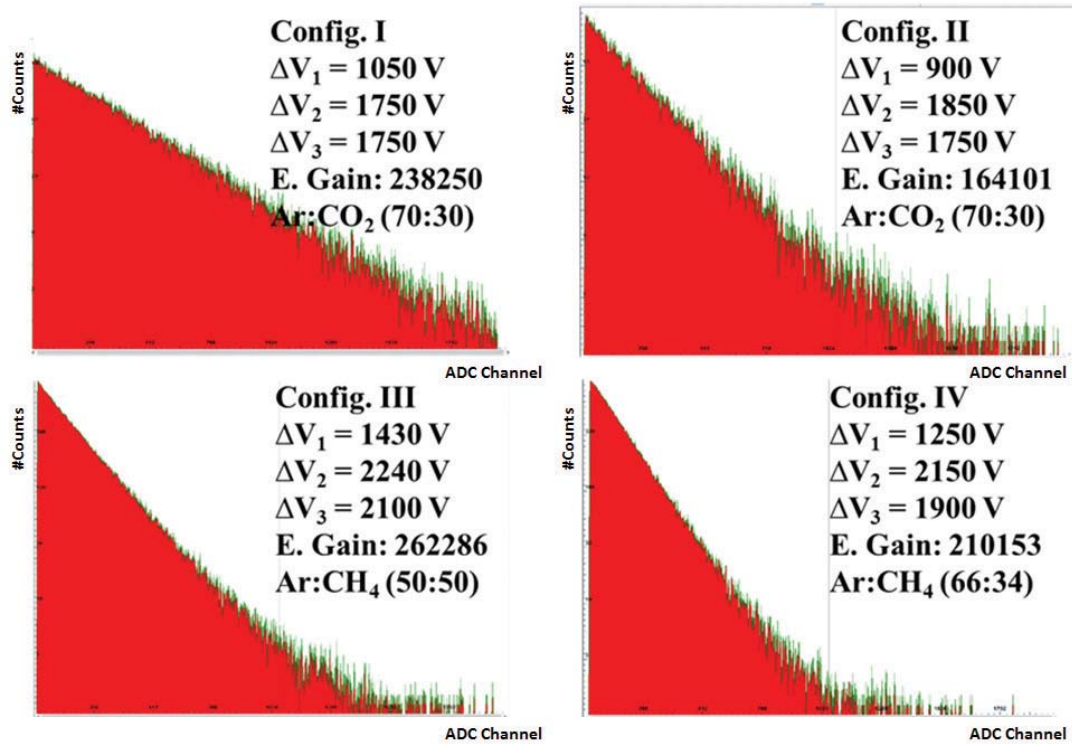 #Counts
Config. I
ΔV₁ = 1050 V
ΔV₂ = 1750 V
ΔV₃ = 1750 V
E. Gain: 238250
Ar:CO₂ (70:30)
ADC Channel
#Counts
Config. II
ΔV₁ = 900 V
ΔV₂ = 1850 V
ΔV₃ = 1750 V
E. Gain: 164101
Ar:CO₂ (70:30)
ADC Channel
#Counts
Config. III
ΔV₁ = 1430 V
ΔV₂ = 2240 V
ΔV₃ = 2100 V
E. Gain: 262286
Ar:CH₄ (50:50)
ADC Channel
#Counts
Config. IV
ΔV₁ = 1250 V
ΔV₂ = 2150 V
ΔV₃ = 1900 V
E. Gain: 210153
Ar:CH₄ (66:34)
ADC Channel